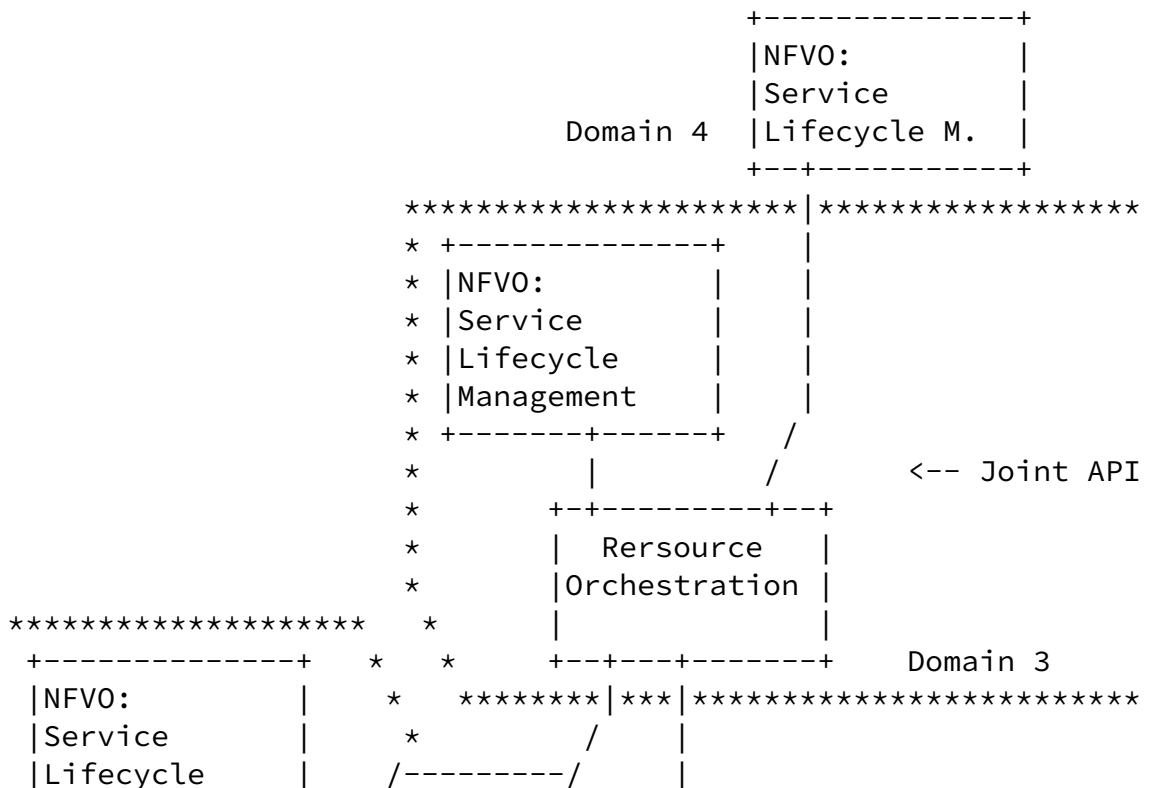 NFVO:
Service
Domain 4 Lifecycle M.
NFVO:
Service
Lifecycle
Management
<-- Joint API
Rersource
Orchestration
Domain 3
NFVO:
Service
Lifecycle